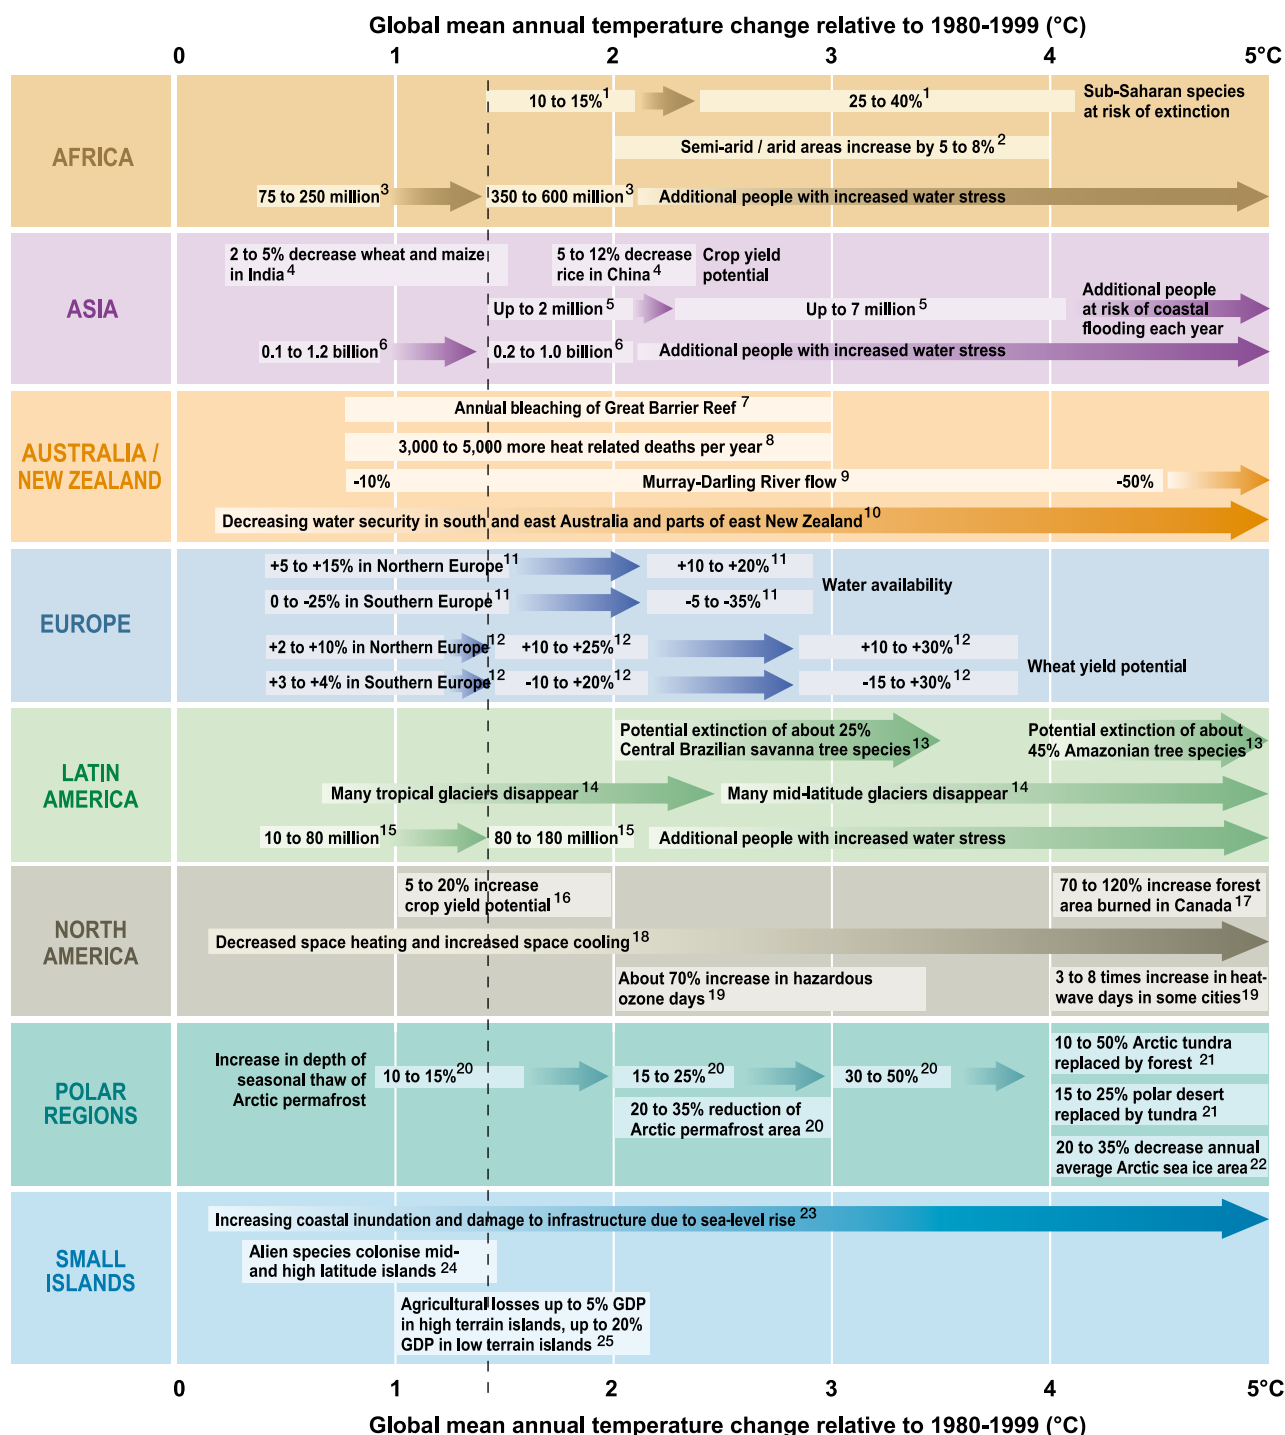 Global mean annual temperature change relative to 1980-1999 (°C)
0 1 2 3 4 5°C
AFRICA
10 to 15%¹ 25 to 40%¹
Sub-Saharan species
at risk of extinction
Semi-arid / arid areas increase by 5 to 8%²
75 to 250 million³ 350 to 600 million³ Additional people with increased water stress
ASIA
2 to 5% decrease wheat and maize
in India⁴
5 to 12% decrease
rice in China⁴
Crop yield
potential
Up to 2 million⁵ Up to 7 million⁵
Additional people
at risk of coastal
flooding each year
0.1 to 1.2 billion⁶ 0.2 to 1.0 billion⁶ Additional people with increased water stress
AUSTRALIA /
NEW ZEALAND
Annual bleaching of Great Barrier Reef⁷
3,000 to 5,000 more heat related deaths per year⁸
-10% Murray-Darling River flow⁹ -50%
Decreasing water security in south and east Australia and parts of east New Zealand¹⁰
EUROPE
+5 to +15% in Northern Europe¹¹ +10 to +20%¹¹
Water availability
0 to -25% in Southern Europe¹¹ -5 to -35%¹¹
+2 to +10% in Northern Europe¹² +10 to +25%¹² +10 to +30%¹²
Wheat yield potential
+3 to +4% in Southern Europe¹² -10 to +20%¹² -15 to +30%¹²
LATIN
AMERICA
Potential extinction of about 25%
Central Brazilian savanna tree species¹³
Potential extinction of about
45% Amazonian tree species¹³
Many tropical glaciers disappear¹⁴ Many mid-latitude glaciers disappear¹⁴
10 to 80 million¹⁵ 80 to 180 million¹⁵ Additional people with increased water stress
NORTH
AMERICA
5 to 20% increase
crop yield potential¹⁶
70 to 120% increase forest
area burned in Canada¹⁷
Decreased space heating and increased space cooling¹⁸
About 70% increase in hazardous
ozone days¹⁹
3 to 8 times increase in heat-
wave days in some cities¹⁹
POLAR
REGIONS
Increase in depth of
seasonal thaw of
Arctic permafrost
10 to 15%²⁰ 15 to 25%²⁰ 30 to 50%²⁰
10 to 50% Arctic tundra
replaced by forest²¹
20 to 35% reduction of
Arctic permafrost area²⁰
15 to 25% polar desert
replaced by tundra²¹
20 to 35% decrease annual
average Arctic sea ice area²²
SMALL
ISLANDS
Increasing coastal inundation and damage to infrastructure due to sea-level rise²³
Alien species colonise mid-
and high latitude islands²⁴
Agricultural losses up to 5% GDP
in high terrain islands, up to 20%
GDP in low terrain islands²⁵
0 1 2 3 4 5°C
Global mean annual temperature change relative to 1980-1999 (°C)